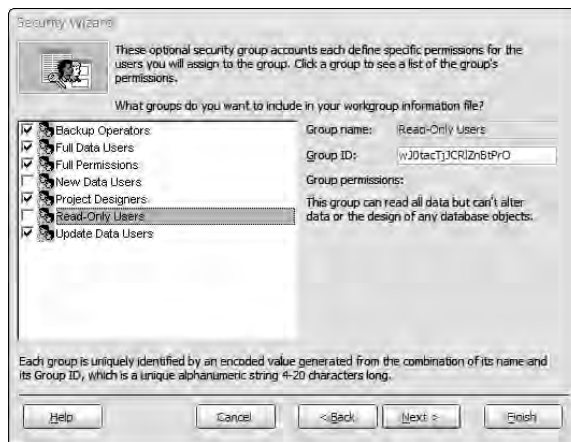 Security Wizard
These optional security group accounts each define specific permissions for the
users you will assign to the group. Click a group to see a list of the group's
permissions.
What groups do you want to include in your workgroup information file?
Backup Operators
Full Data Users
Full Permissions
New Data Users
Project Designers
Read-Only Users
Update Data Users
Group name: Read-Only Users
Group ID:
Group permissions:
This group can read all data but can't alter
data or the design of any database objects.
Each group is uniquely identified by an encoded value generated from the combination of its name and
its Group ID, which is a unique alphanumeric string 4-20 characters long.
Help
Cancel
< Back
Next >
Finish